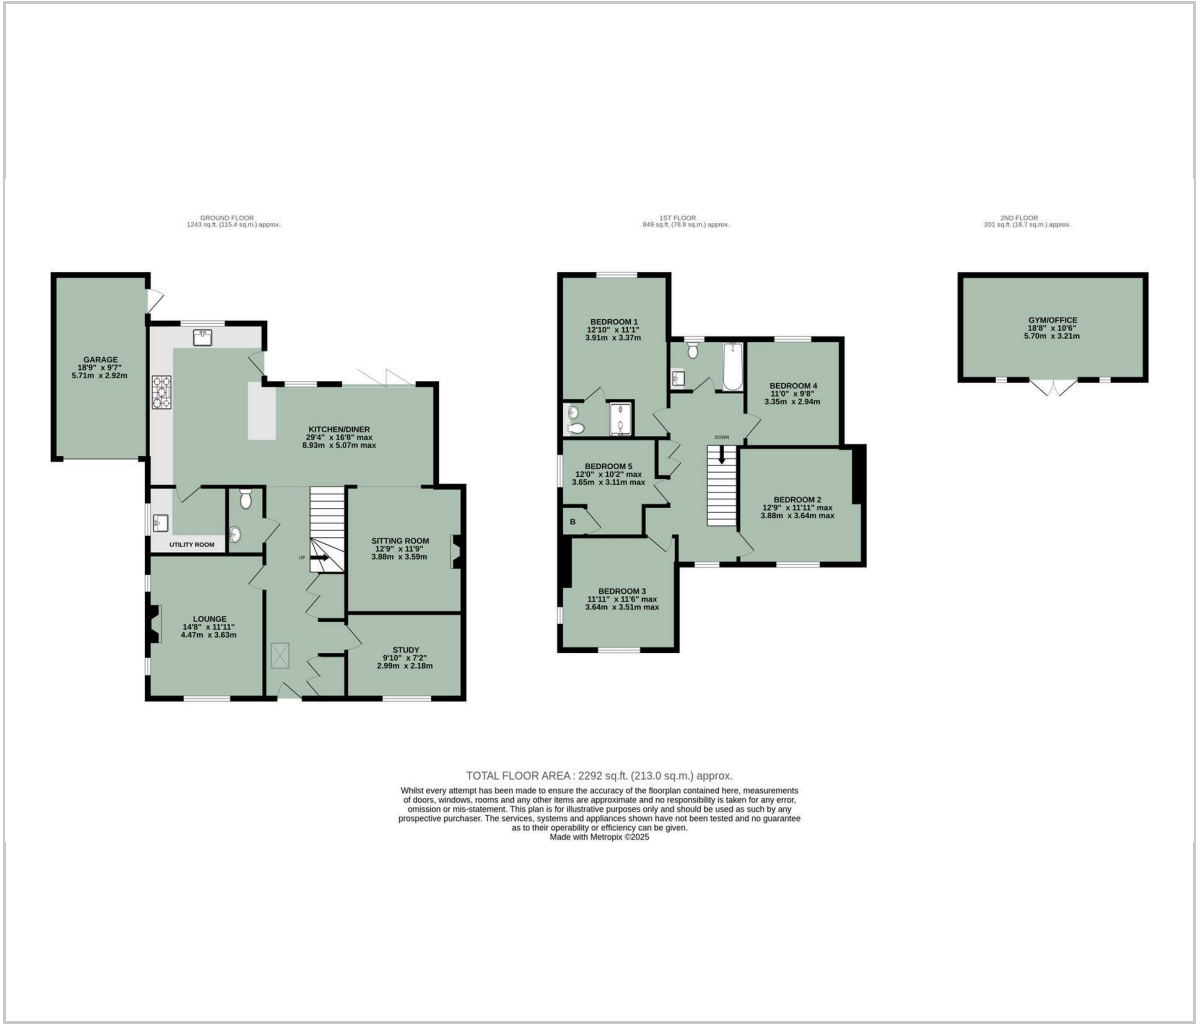 GROUND FLOOR
1243 sq.ft. (115.4 sq.m.) approx.
1ST FLOOR
849 sq.ft. (78.8 sq.m.) approx.
2ND FLOOR
201 sq.ft. (18.7 sq.m.) approx.
GARAGE
18'9" x 9'7"
5.71m x 2.92m
KITCHEN/DINER
29'4" x 16'8" max
8.93m x 5.07m max
UTILITY ROOM
UP
SITTING ROOM
12'9" x 11'9"
3.88m x 3.59m
LOUNGE
14'8" x 11'11"
4.47m x 3.63m
STUDY
9'10" x 7'2"
2.99m x 2.18m
BEDROOM 1
12'10" x 11'1"
3.91m x 3.37m
BEDROOM 4
11'0" x 9'8"
3.35m x 2.94m
DOWN
BEDROOM 5
12'0" x 10'2" max
3.65m x 3.11m max
B
BEDROOM 2
12'9" x 11'11" max
3.88m x 3.64m max
BEDROOM 3
11'11" x 11'6" max
3.64m x 3.51m max
GYM/OFFICE
18'8" x 10'6"
5.70m x 3.21m
TOTAL FLOOR AREA : 2292 sq.ft. (213.0 sq.m.) approx.
Whilst every attempt has been made to ensure the accuracy of the floorplan contained here, measurements
of doors, windows, rooms and any other items are approximate and no responsibility is taken for any error,
omission or mis-statement. This plan is for illustrative purposes only and should be used as such by any
prospective purchaser. The services, systems and appliances shown have not been tested and no guarantee
as to their operability or efficiency can be given.
Made with Metropix ©2025